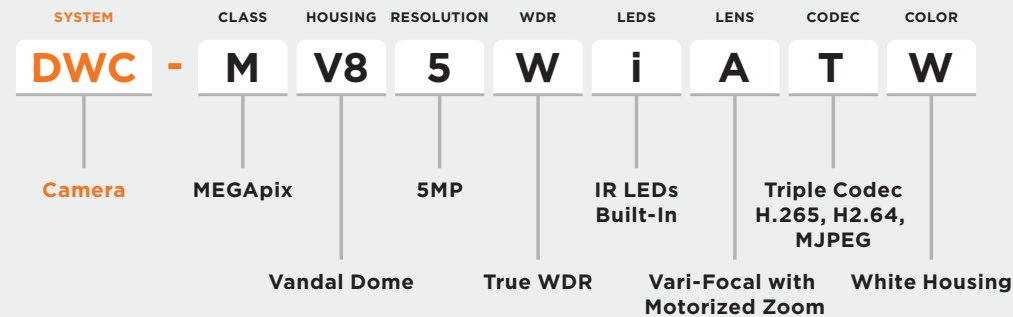 SYSTEM CLASS HOUSING RESOLUTION WDR LEDS LENS CODEC COLOR
DWC - M V8 5 W i A T W
Camera MEGApix 5MP IR LEDs Triple Codec
Built-In H.265, H2.64,
MJPEG
Vandal Dome True WDR Vari-Focal with White Housing
Motorized Zoom